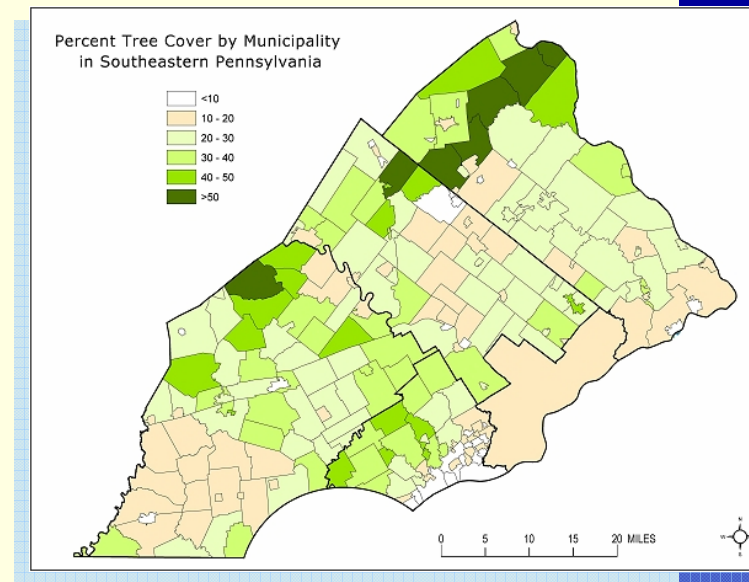 Percent Tree Cover by Municipality
in Southeastern Pennsylvania
<10
10 - 20
20 - 30
30 - 40
40 - 50
>50
0 5 10 15 20 MILES
N
W
S